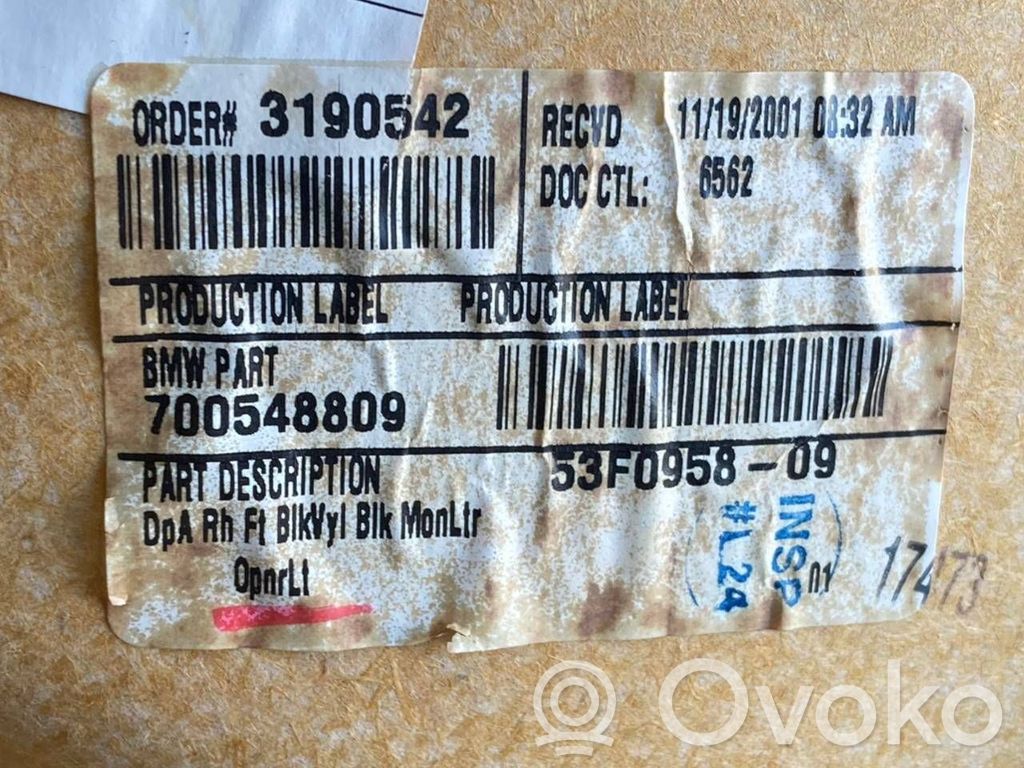 ORDER# 3190542
RECVD 11/19/2001 08:32 AM
DOC CTL: 6562
PRODUCTION LABEL PRODUCTION LABEL
BMW PART
700548809
PART DESCRIPTION
53F0958-09
DpA Rh Ft BlkVyl Blk MonLtr
OpnrLt
INSP
#L24
01
17473
Ovoko